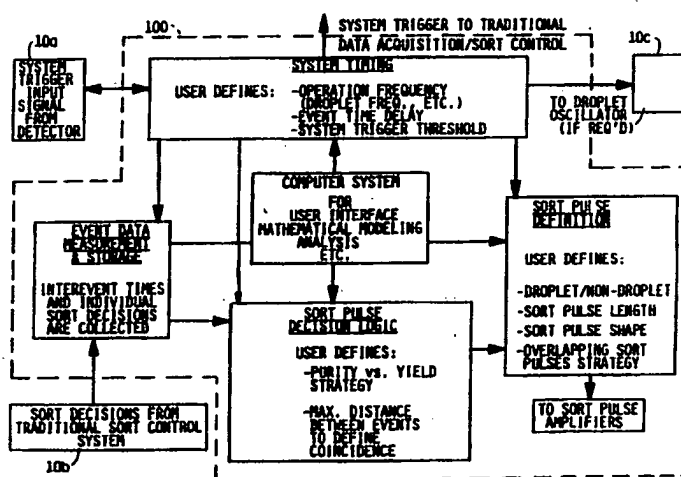 10a
100
SYSTEM TRIGGER TO TRADITIONAL
DATA ACQUISITION/SORT CONTROL
10c
SYSTEM
TRIGGER
INPUT
SIGNAL
FROM
DETECTOR
SYSTEM TIMING
USER DEFINES: -OPERATION FREQUENCY
(DROPLET FREQ., ETC.)
-EVENT TIME DELAY
-SYSTEM TRIGGER THRESHOLD
TO DROPLET
OSCILLATOR
(IF REQ'D)
COMPUTER SYSTEM
FOR
USER INTERFACE
MATHEMATICAL MODELING
ANALYSIS
ETC.
EVENT DATA
MEASUREMENT
& STORAGE
INTEREVENT TIMES
AND INDIVIDUAL
SORT DECISIONS
ARE COLLECTED
SORT PULSE
DEFINITION
USER DEFINES:
-DROPLET/NON-DROPLET
-SORT PULSE LENGTH
-SORT PULSE SHAPE
-OVERLAPPING SORT
PULSES STRATEGY
SORT PULSE
DECISION LOGIC
USER DEFINES:
-PURITY vs. YIELD
STRATEGY
-MAX. DISTANCE
BETWEEN EVENTS
TO DEFINE
COINCIDENCE
SORT DECISIONS FROM
TRADITIONAL SORT CONTROL
SYSTEM
10b
TO SORT PULSE
AMPLIFIERS